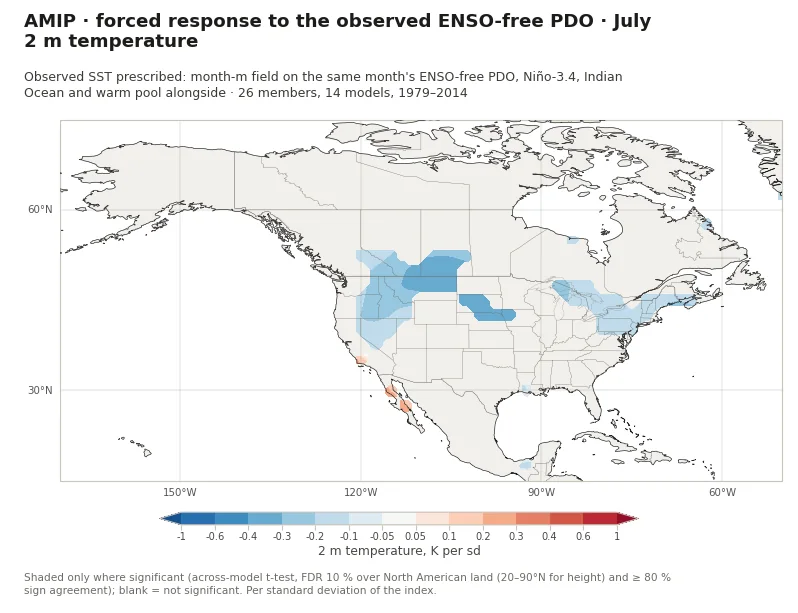 AMIP · forced response to the observed ENSO-free PDO · July
2 m temperature
Observed SST prescribed: month-m field on the same month's ENSO-free PDO, Niño-3.4, Indian
Ocean and warm pool alongside · 26 members, 14 models, 1979–2014
60°N
30°N
150°W 120°W 90°W 60°W
-1 -0.6 -0.4 -0.3 -0.2 -0.1 -0.05 0.05 0.1 0.2 0.3 0.4 0.6 1
2 m temperature, K per sd
Shaded only where significant (across-model t-test, FDR 10 % over North American land (20–90°N for height) and ≥ 80 %
sign agreement); blank = not significant. Per standard deviation of the index.